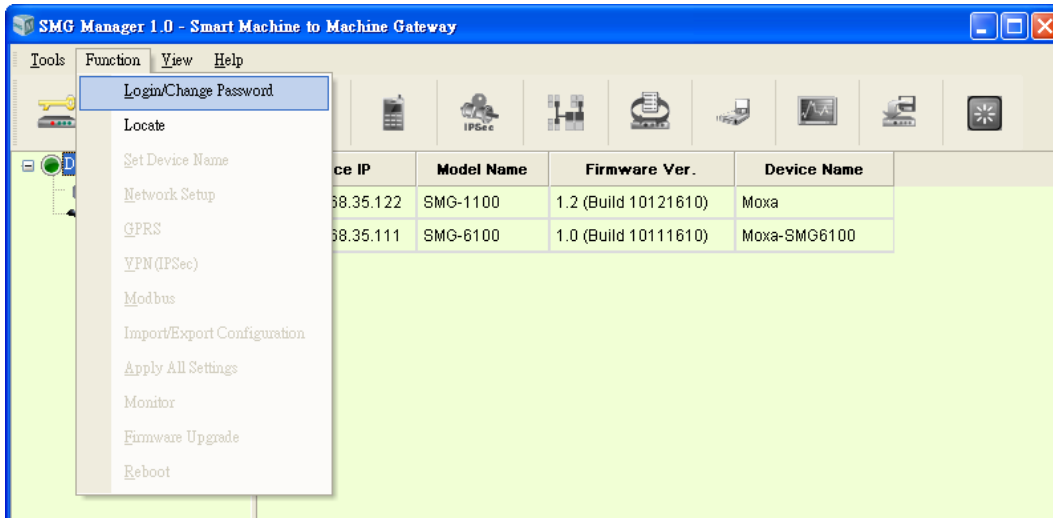 SMG Manager 1.0 - Smart Machine to Machine Gateway
Tools Function View Help
Login/Change Password
Locate
Set Device Name
Network Setup
GPRS
VPN(IPSec)
Modbus
Import/Export Configuration
Apply All Settings
Monitor
Firmware Upgrade
Reboot
IPSec
D
ce IP Model Name Firmware Ver. Device Name
68.35.122 SMG-1100 1.2 (Build 10121610) Moxa
68.35.111 SMG-6100 1.0 (Build 10111610) Moxa-SMG6100